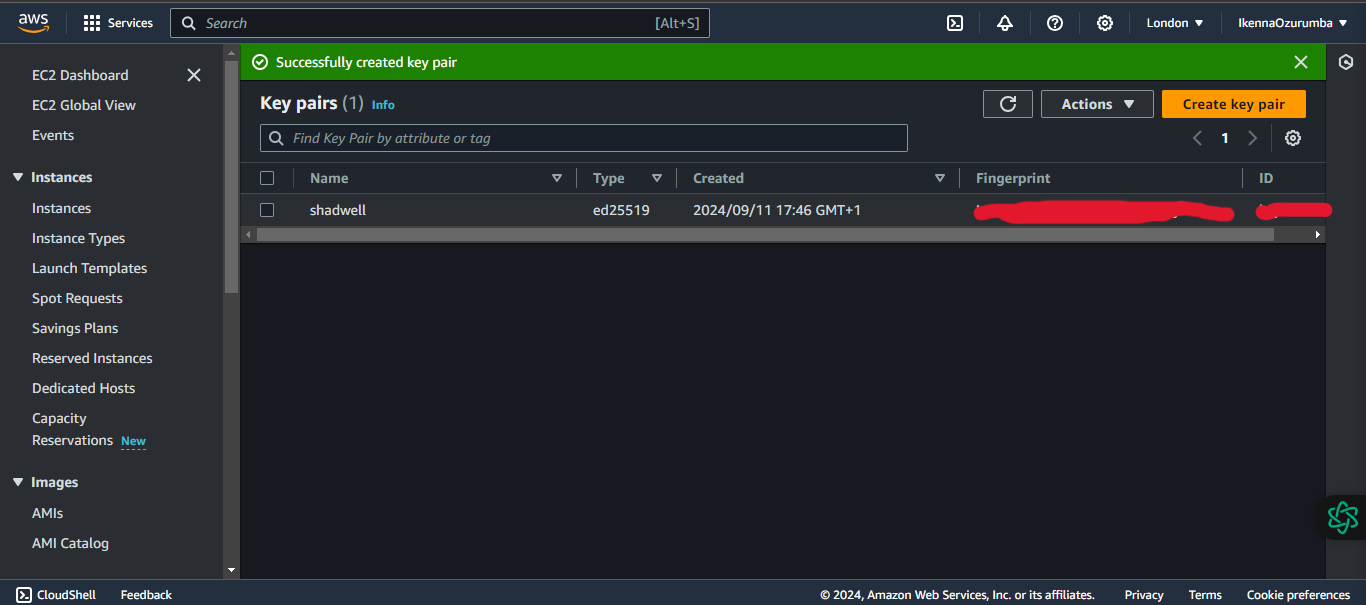 aws
Services
Search [Alt+S]
London
IkennaOzurumba
EC2 Dashboard
EC2 Global View
Events
Instances
Instances
Instance Types
Launch Templates
Spot Requests
Savings Plans
Reserved Instances
Dedicated Hosts
Capacity
Reservations New
Images
AMIs
AMI Catalog
Successfully created key pair
Key pairs (1) Info
Actions
Create key pair
Find Key Pair by attribute or tag
1
Name Type Created Fingerprint ID
shadwell ed25519 2024/09/11 17:46 GMT+1
CloudShell Feedback © 2024, Amazon Web Services, Inc. or its affiliates. Privacy Terms Cookie preferences